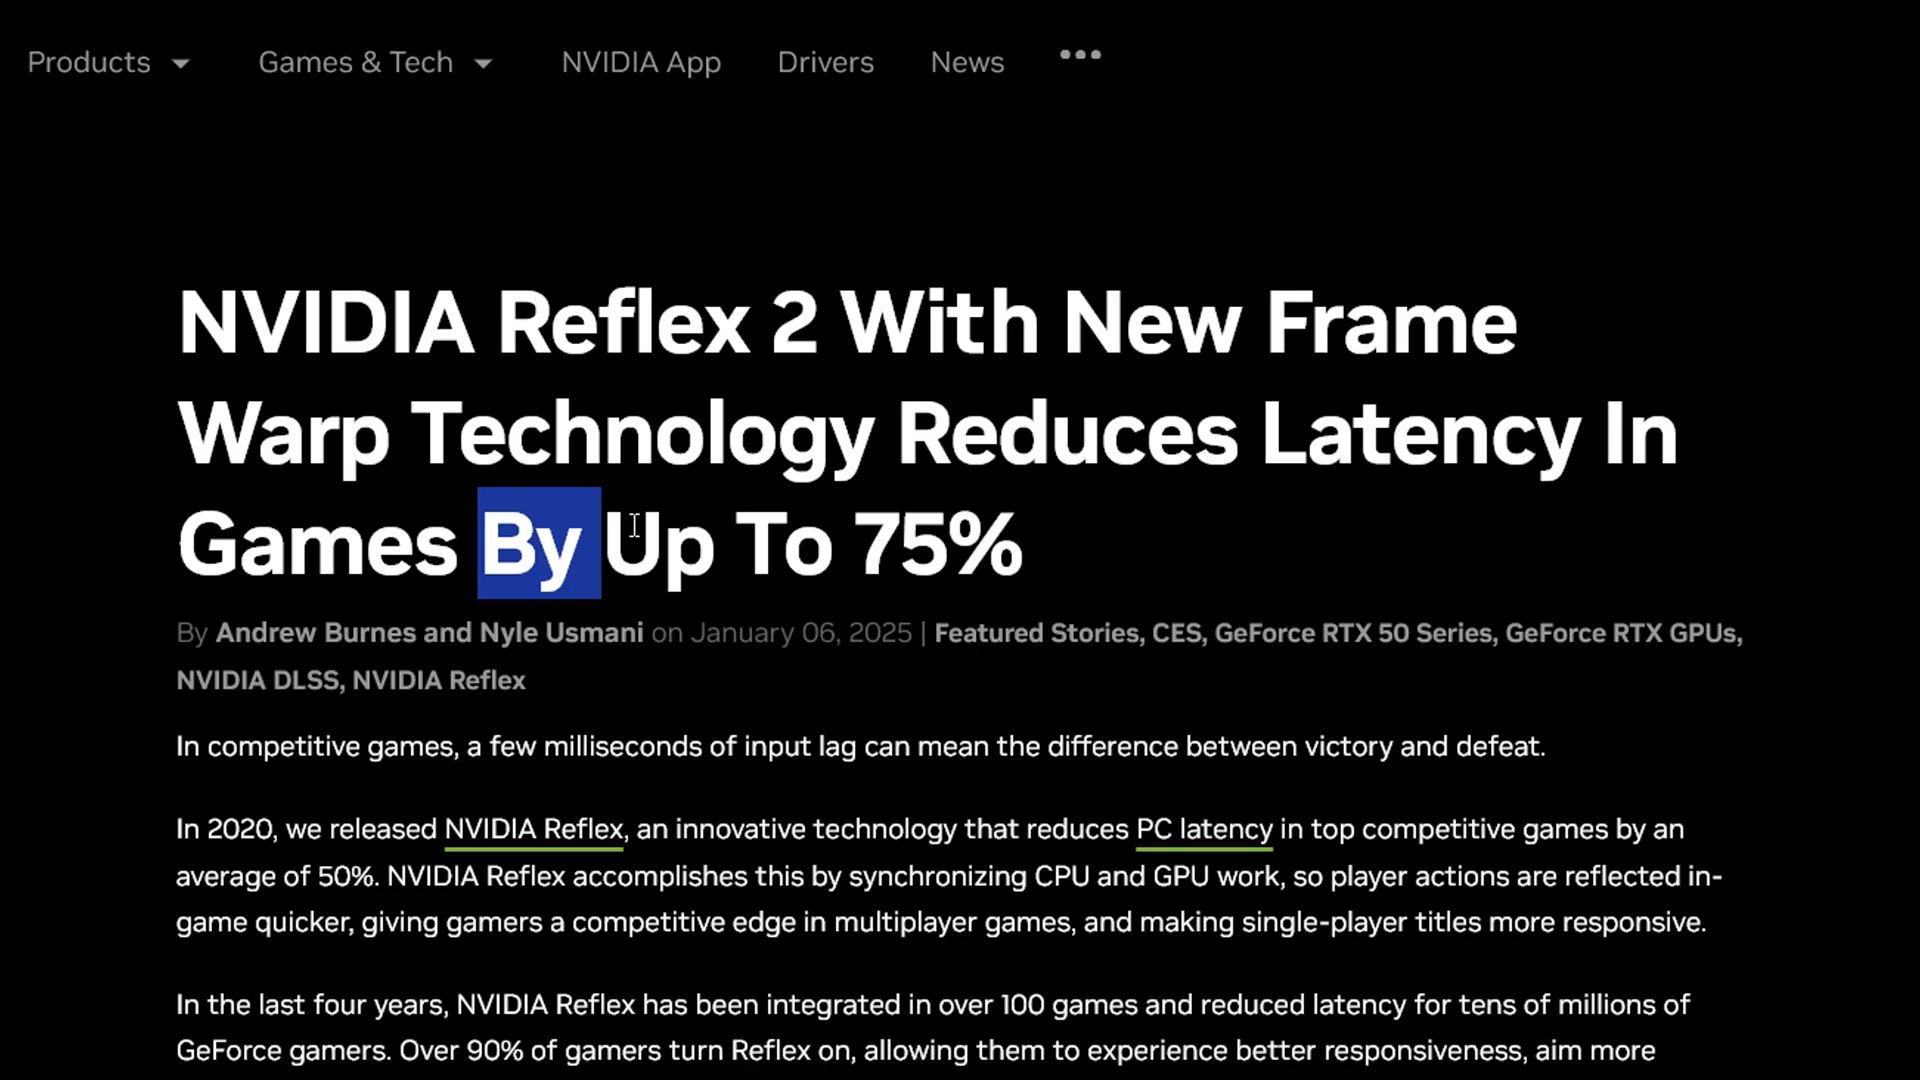 Products
Games & Tech
NVIDIA App
Drivers
News
NVIDIA Reflex 2 With New Frame
Warp Technology Reduces Latency In
Games By Up To 75%
By Andrew Burnes and Nyle Usmani on January 06, 2025 | Featured Stories, CES, GeForce RTX 50 Series, GeForce RTX GPUs,
NVIDIA DLSS, NVIDIA Reflex
In competitive games, a few milliseconds of input lag can mean the difference between victory and defeat.
In 2020, we released NVIDIA Reflex, an innovative technology that reduces PC latency in top competitive games by an
average of 50%. NVIDIA Reflex accomplishes this by synchronizing CPU and GPU work, so player actions are reflected in-
game quicker, giving gamers a competitive edge in multiplayer games, and making single-player titles more responsive.
In the last four years, NVIDIA Reflex has been integrated in over 100 games and reduced latency for tens of millions of
GeForce gamers. Over 90% of gamers turn Reflex on, allowing them to experience better responsiveness, aim more